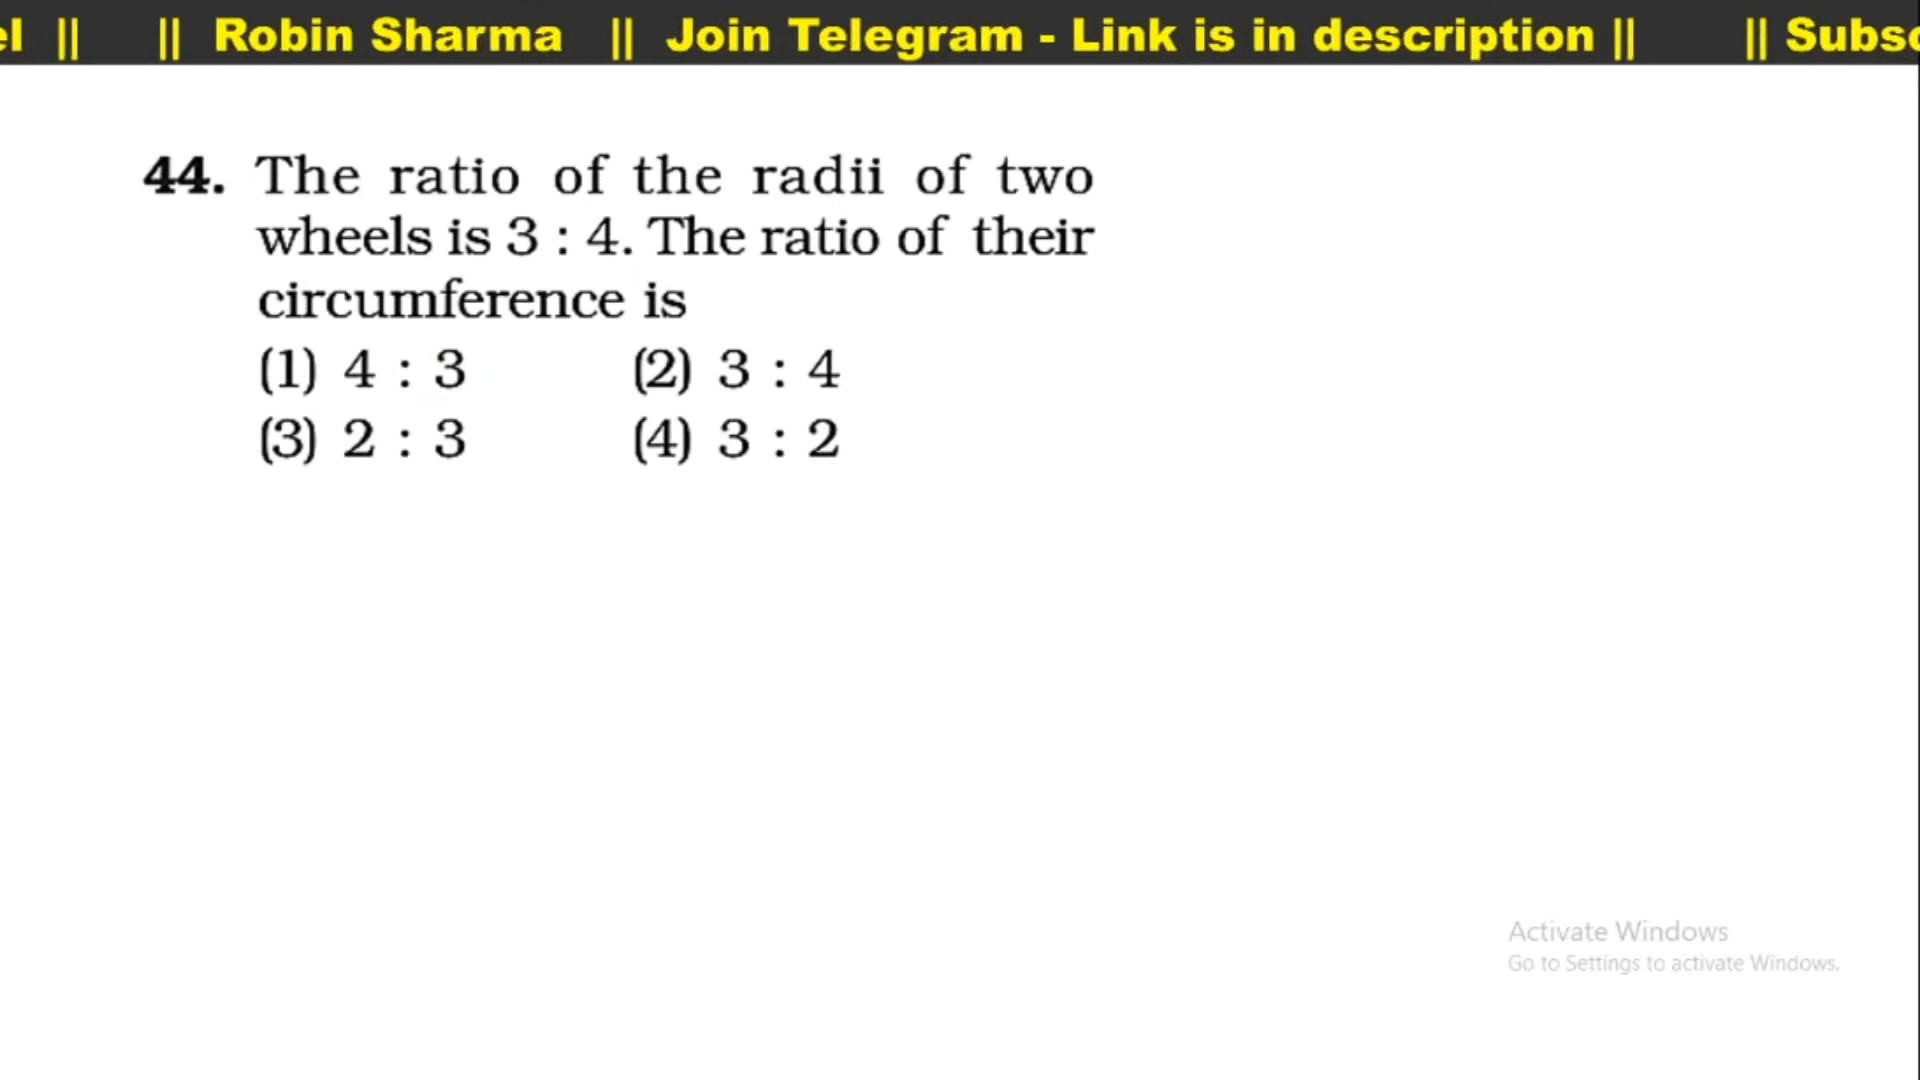 || || Robin Sharma || Join Telegram - Link is in description || ||
44. The ratio of the radii of two
wheels is 3 : 4. The ratio of their
circumference is
(1) 4 : 3 (2) 3 : 4
(3) 2 : 3 (4) 3 : 2
Activate Windows
Go to Settings to activate Windows.